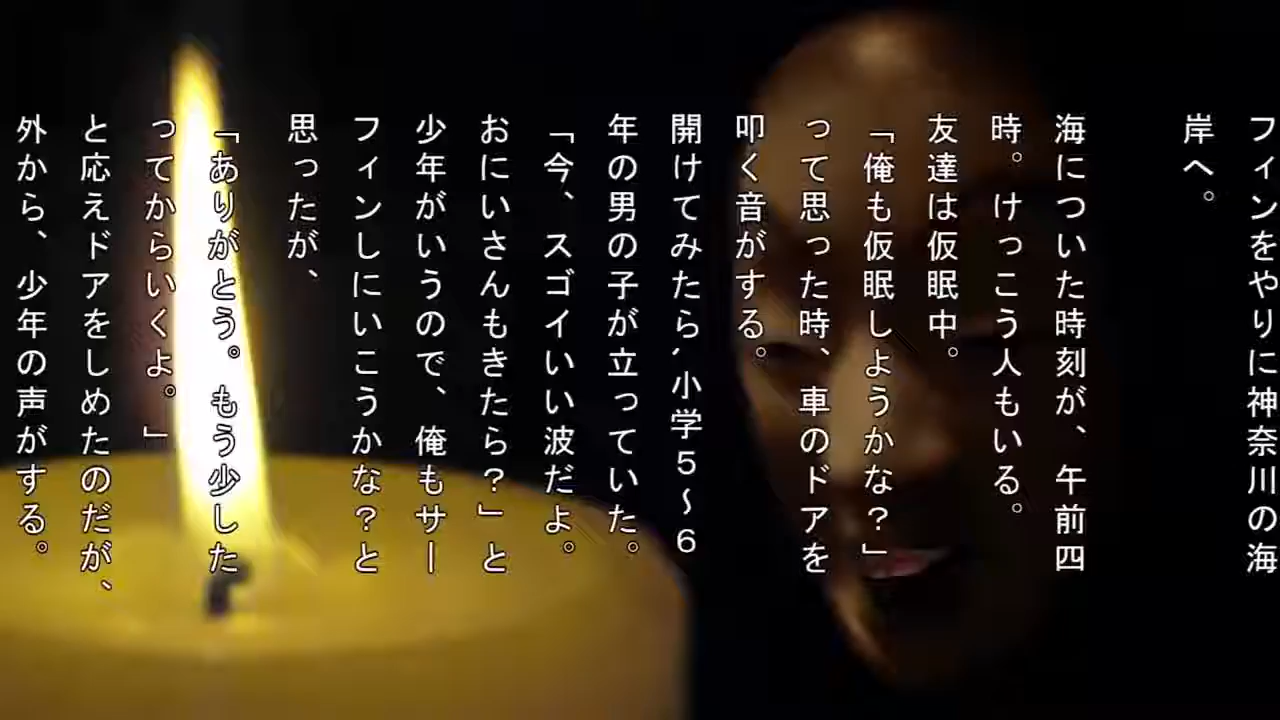 フィンをやりに神奈川の海
岸へ。
海についた時刻が、午前四
時。けっこう人もいる。
友達は仮眠中。
「俺も仮眠しようかな？」
って思った時、車のドアを
叩く音がする。
開けてみたら、小学５～６
年の男の子が立っていた。
「今、スゴイいい波だよ。
おにいさんもきたら？」と
少年がいうので、俺もサー
フィンしにいこうかな？と
思ったが、
「ありがとう。もう少した
ってからいくよ。」
と応えドアをしめたのだが、
外から、少年の声がする。